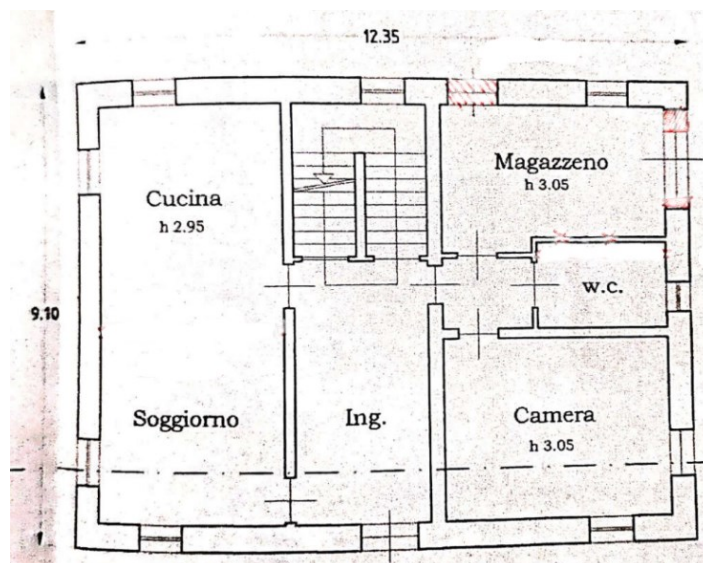 12.35
Magazzeno
h 3.05
Cucina
h 2.95
w.c.
9.10
Soggiorno
Ing.
Camera
h 3.05